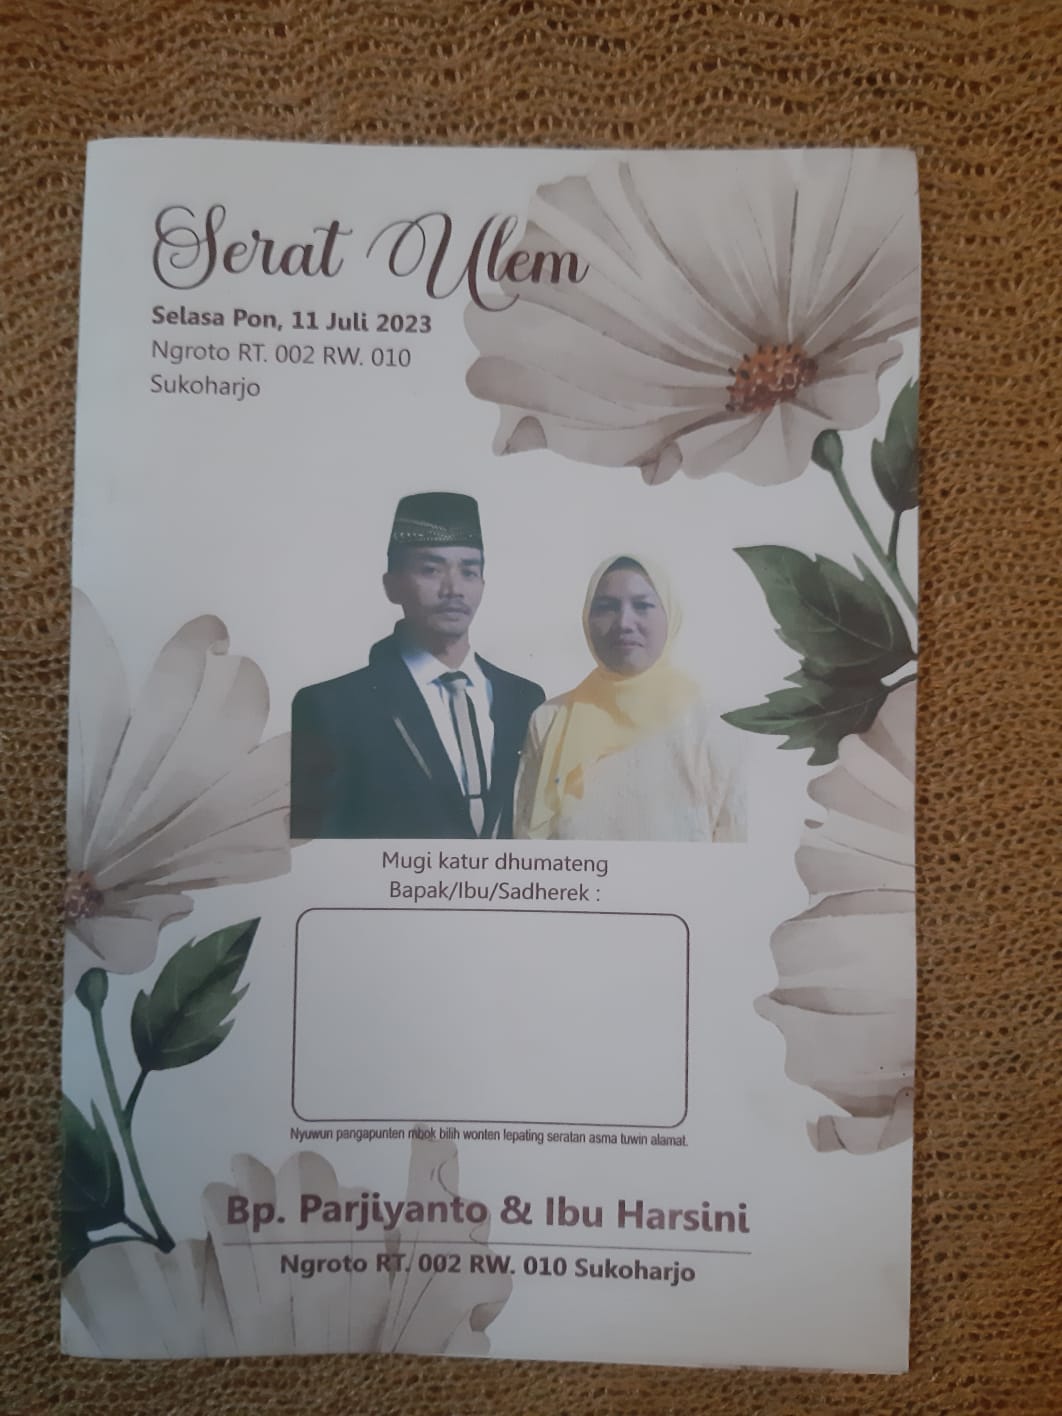 Serat Ulem
Selasa Pon, 11 Juli 2023
Ngroto RT. 002 RW. 010
Sukoharjo
Mugi katur dhumateng
Bapak/Ibu/Sadherek :
Nyuwun pangapunten mbok bilih wonten lepating seratan asma tuwin alamat.
Bp. Parjiyanto & Ibu Harsini
Ngroto RT. 002 RW. 010 Sukoharjo